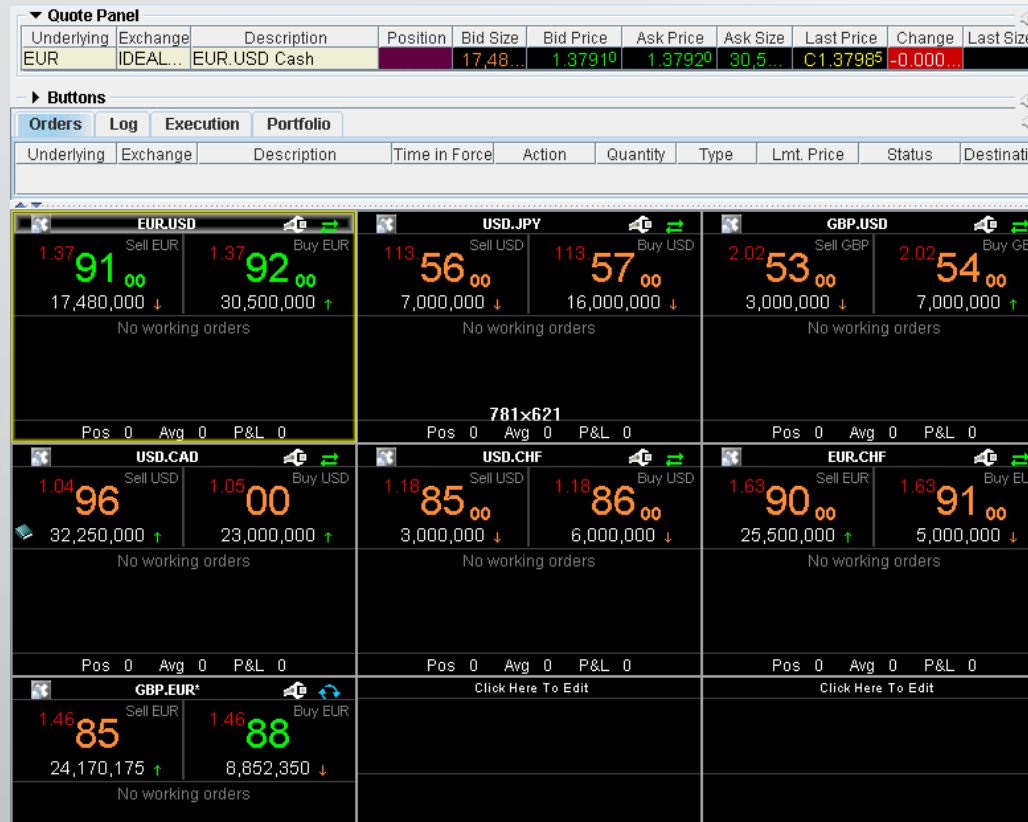 Quote Panel
Underlying Exchange Description Position Bid Size Bid Price Ask Price Ask Size Last Price Change Last Size
EUR IDEAL... EUR.USD Cash 17,48... 1.37910 1.37920 30,5... C1.37985 -0.000...
Buttons
Orders Log Execution Portfolio
Underlying Exchange Description Time in Force Action Quantity Type Lmt. Price Status Destinati
EUR.USD USD.JPY GBP.USD
Sell EUR Buy EUR Sell USD Buy USD Sell GBP Buy GB
1.37 91 00 1.37 92 00 113. 56 00 113. 57 00 2.02 53 00 2.02 54 00
17,480,000 ↓ 30,500,000 ↑ 7,000,000 ↓ 16,000,000 ↓ 3,000,000 ↓ 7,000,000 ↑
No working orders No working orders No working orders
781×621
Pos 0 Avg 0 P&L 0 Pos 0 Avg 0 P&L 0 Pos 0 Avg 0 P&L 0
USD.CAD USD.CHF EUR.CHF
Sell USD Buy USD Sell USD Buy USD Sell EUR Buy EU
1.04 96 1.05 00 1.18 85 00 1.18 86 00 1.63 90 00 1.63 91 00
32,250,000 ↑ 23,000,000 ↑ 3,000,000 ↓ 6,000,000 ↓ 25,500,000 ↑ 5,000,000 ↓
No working orders No working orders No working orders
Pos 0 Avg 0 P&L 0 Pos 0 Avg 0 P&L 0 Pos 0 Avg 0 P&L 0
GBP.EUR* Click Here To Edit Click Here To Edit
Sell EUR Buy EUR
1.46 85 1.46 88
24,170,175 ↑ 8,852,350 ↓
No working orders